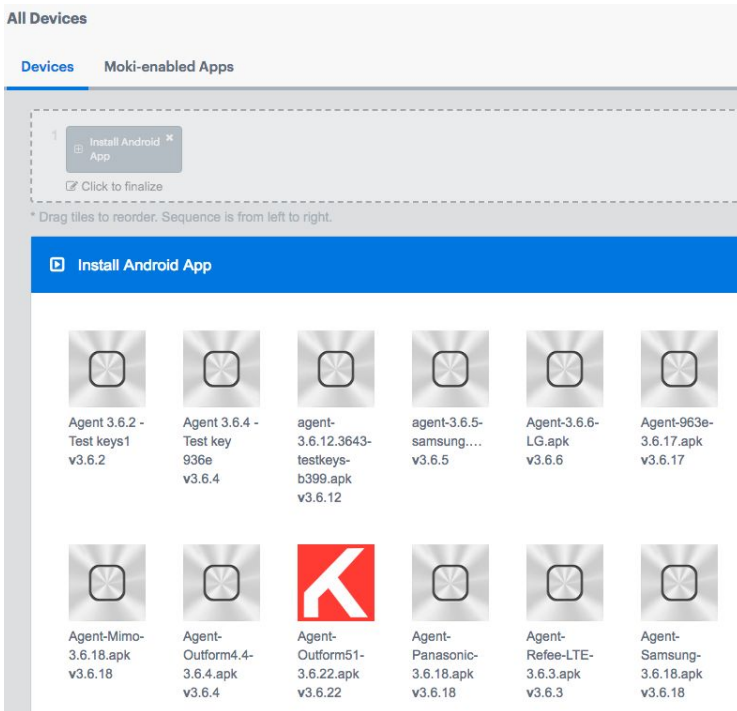 All Devices
Devices Moki-enabled Apps
1
Install Android ×
App
Click to finalize
* Drag tiles to reorder. Sequence is from left to right.
Install Android App
Agent 3.6.2 -
Test keys1
v3.6.2
Agent 3.6.4 -
Test key
936e
v3.6.4
agent-
3.6.12.3643-
testkeys-
b399.apk
v3.6.12
agent-3.6.5-
samsung....
v3.6.5
Agent-3.6.6-
LG.apk
v3.6.6
Agent-963e-
3.6.17.apk
v3.6.17
Agent-Mimo-
3.6.18.apk
v3.6.18
Agent-
Outform4.4-
3.6.4.apk
v3.6.4
Agent-
Outform51-
3.6.22.apk
v3.6.22
Agent-
Panasonic-
3.6.18.apk
v3.6.18
Agent-
Refee-LTE-
3.6.3.apk
v3.6.3
Agent-
Samsung-
3.6.18.apk
v3.6.18